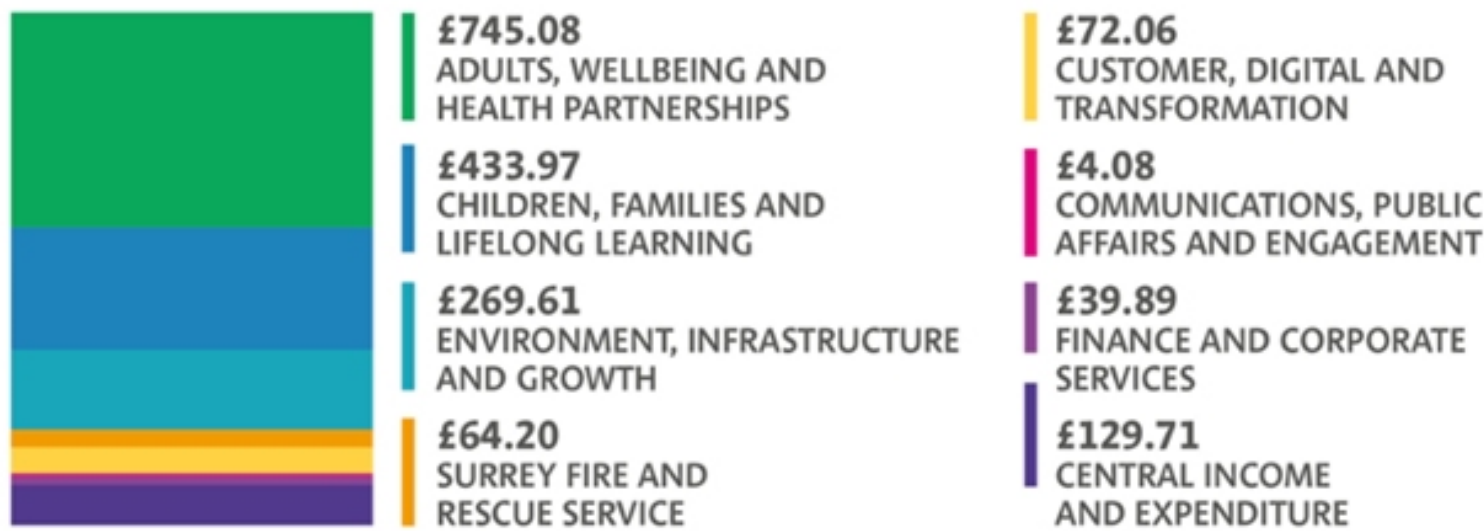 £745.08
ADULTS, WELLBEING AND
HEALTH PARTNERSHIPS
£433.97
CHILDREN, FAMILIES AND
LIFELONG LEARNING
£269.61
ENVIRONMENT, INFRASTRUCTURE
AND GROWTH
£64.20
SURREY FIRE AND
RESCUE SERVICE
£72.06
CUSTOMER, DIGITAL AND
TRANSFORMATION
£4.08
COMMUNICATIONS, PUBLIC
AFFAIRS AND ENGAGEMENT
£39.89
FINANCE AND CORPORATE
SERVICES
£129.71
CENTRAL INCOME
AND EXPENDITURE